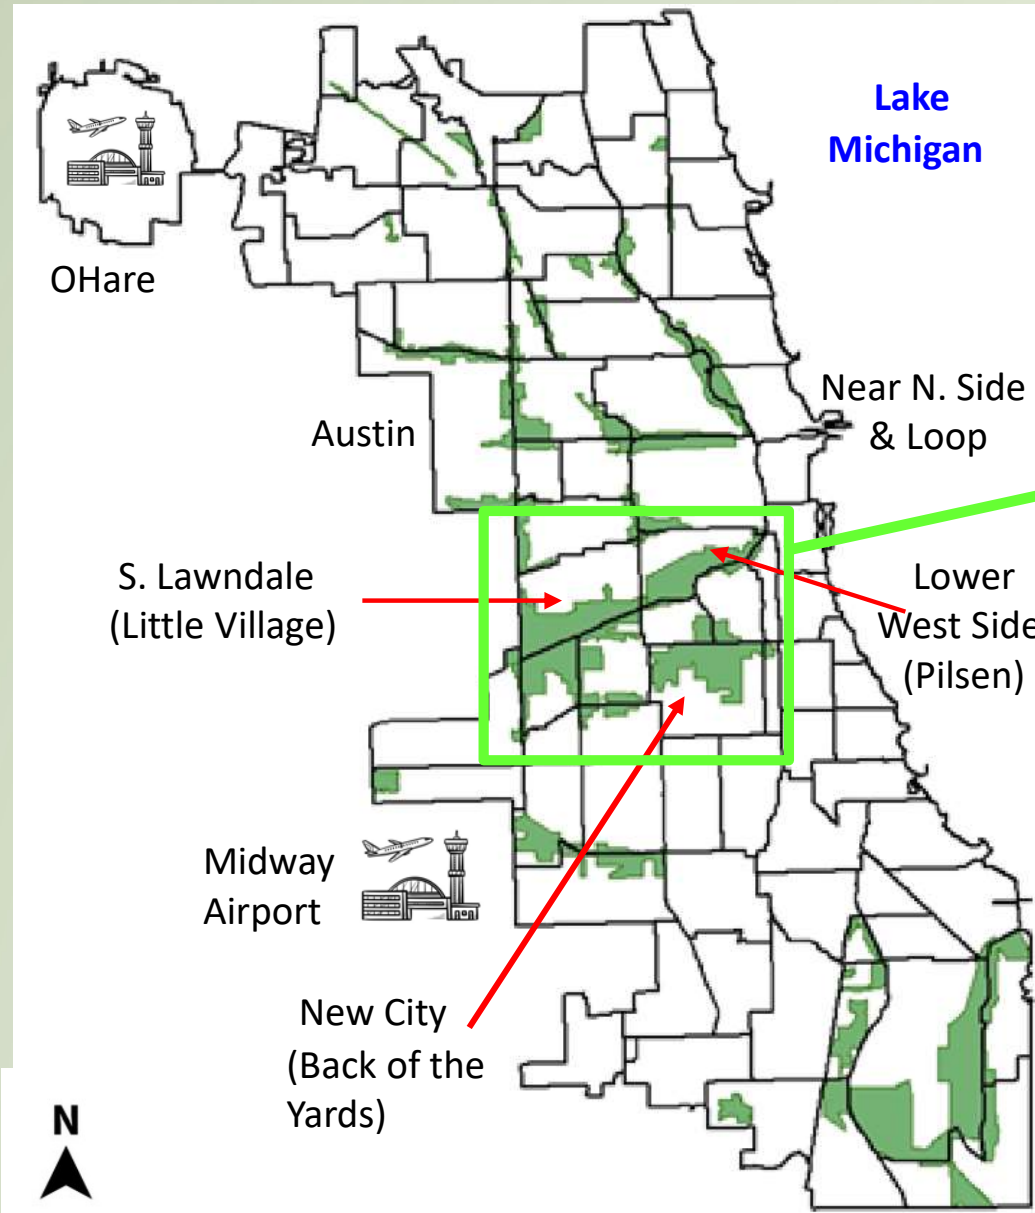 Lake
Michigan
OHare
Near N. Side
& Loop
Austin
S. Lawndale
(Little Village)
Lower
West Side
(Pilsen)
Midway
Airport
New City
(Back of the
Yards)
N